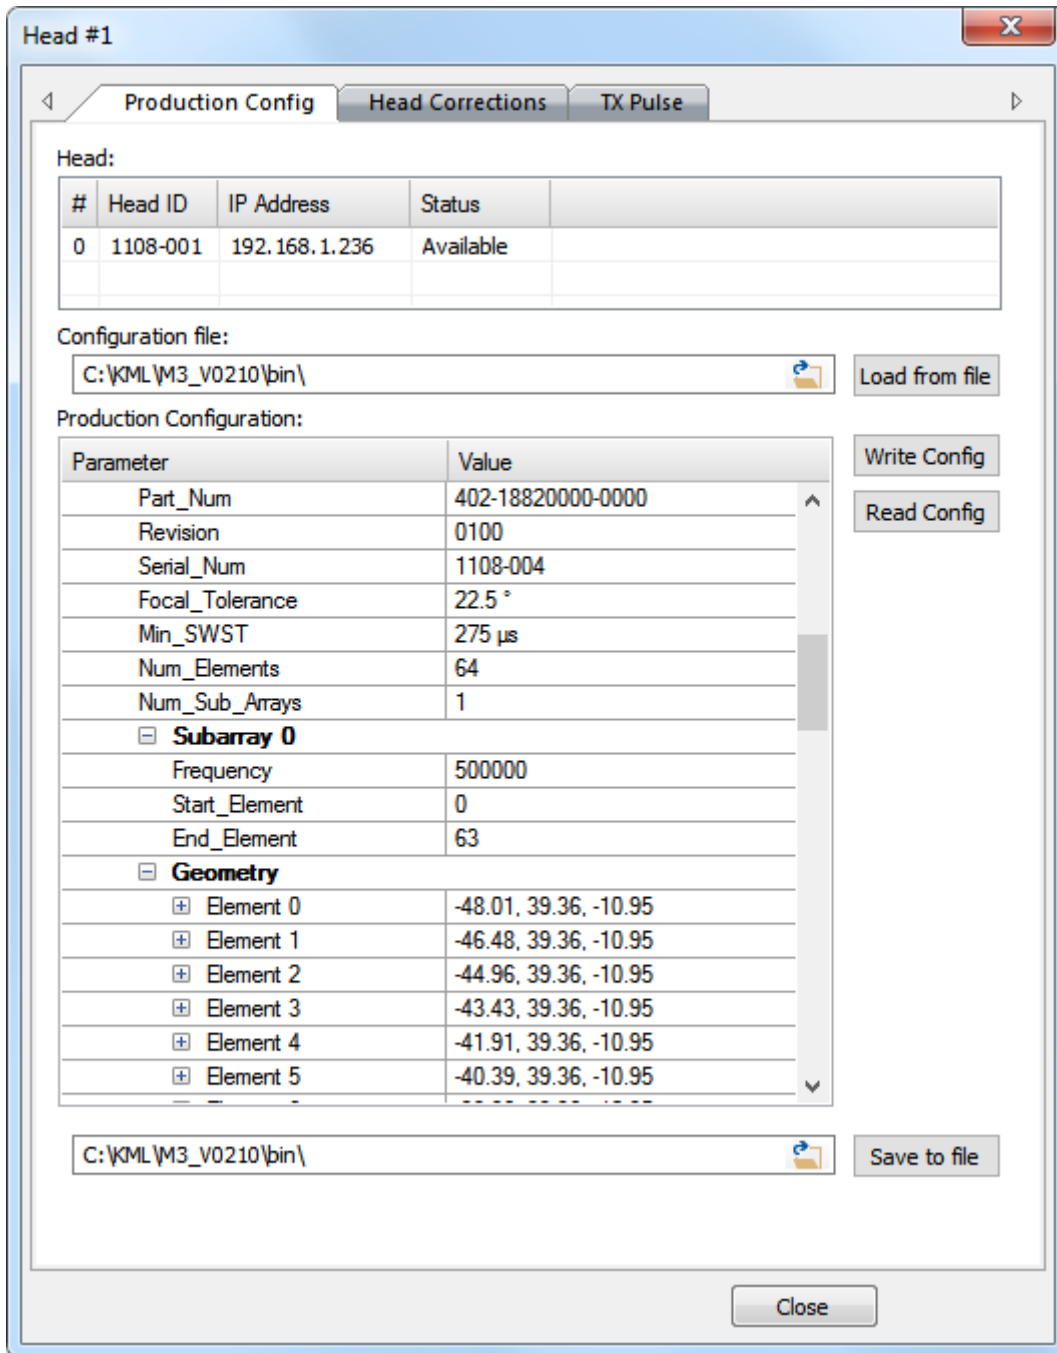 Head #1
X
Production Config Head Corrections TX Pulse
Head:
# Head ID IP Address Status
0 1108-001 192.168.1.236 Available
Configuration file:
C:\KML\M3_V0210\bin\ Load from file
Production Configuration:
Parameter Value Write Config
Part_Num 402-18820000-0000
Read Config
Revision 0100
Serial_Num 1108-004
Focal_Tolerance 22.5 °
Min_SWST 275 µs
Num_Elements 64
Num_Sub_Arrays 1
Subarray 0
Frequency 500000
Start_Element 0
End_Element 63
Geometry
Element 0 -48.01, 39.36, -10.95
Element 1 -46.48, 39.36, -10.95
Element 2 -44.96, 39.36, -10.95
Element 3 -43.43, 39.36, -10.95
Element 4 -41.91, 39.36, -10.95
Element 5 -40.39, 39.36, -10.95
C:\KML\M3_V0210\bin\ Save to file
Close